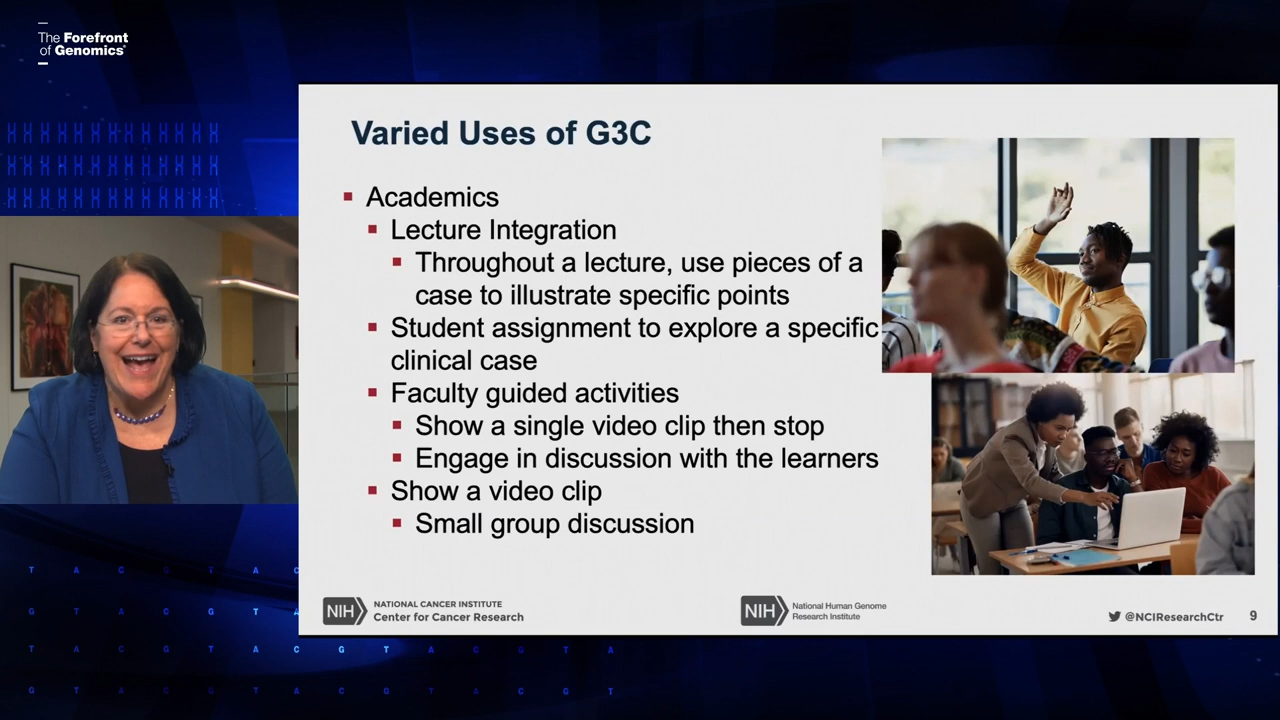 The Forefront
of Genomics®
Varied Uses of G3C
Academics
Lecture Integration
Throughout a lecture, use pieces of a
case to illustrate specific points
Student assignment to explore a specific
clinical case
Faculty guided activities
Show a single video clip then stop
Engage in discussion with the learners
Show a video clip
Small group discussion
NIH NATIONAL CANCER INSTITUTE
Center for Cancer Research
NIH National Human Genome
Research Institute
@NCIResearchCtr 9
T A C G T A C
G T A C G T A
T A C G T A C G T A C G T A
G T A C G T A C G T A C G T